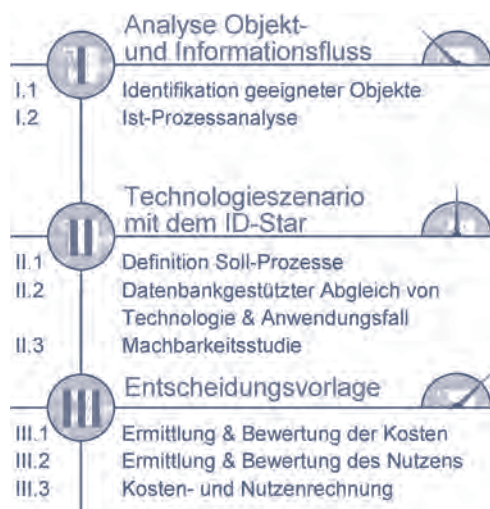 I
Analyse Objekt-
und Informationsfluss
I.1 Identifikation geeigneter Objekte
I.2 Ist-Prozessanalyse
II
Technologieszenario
mit dem ID-Star
II.1 Definition Soll-Prozesse
II.2 Datenbankgestützter Abgleich von
Technologie & Anwendungsfall
II.3 Machbarkeitsstudie
III
Entscheidungsvorlage
III.1 Ermittlung & Bewertung der Kosten
III.2 Ermittlung & Bewertung des Nutzens
III.3 Kosten- und Nutzenrechnung